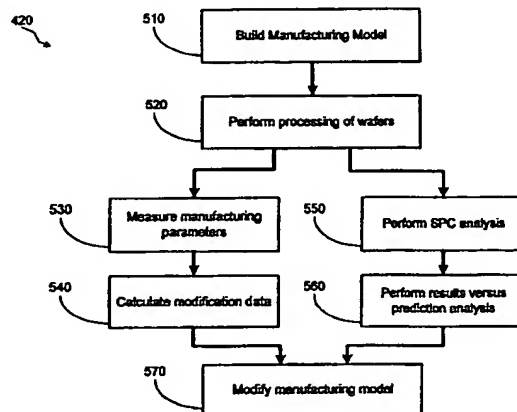 420
510
Build Manufacturing Model
520
Perform processing of wafers
530
Measure manufacturing
parameters
550
Perform SPC analysis
540
Calculate modification data
560
Perform results versus
prediction analysis
570
Modify manufacturing model